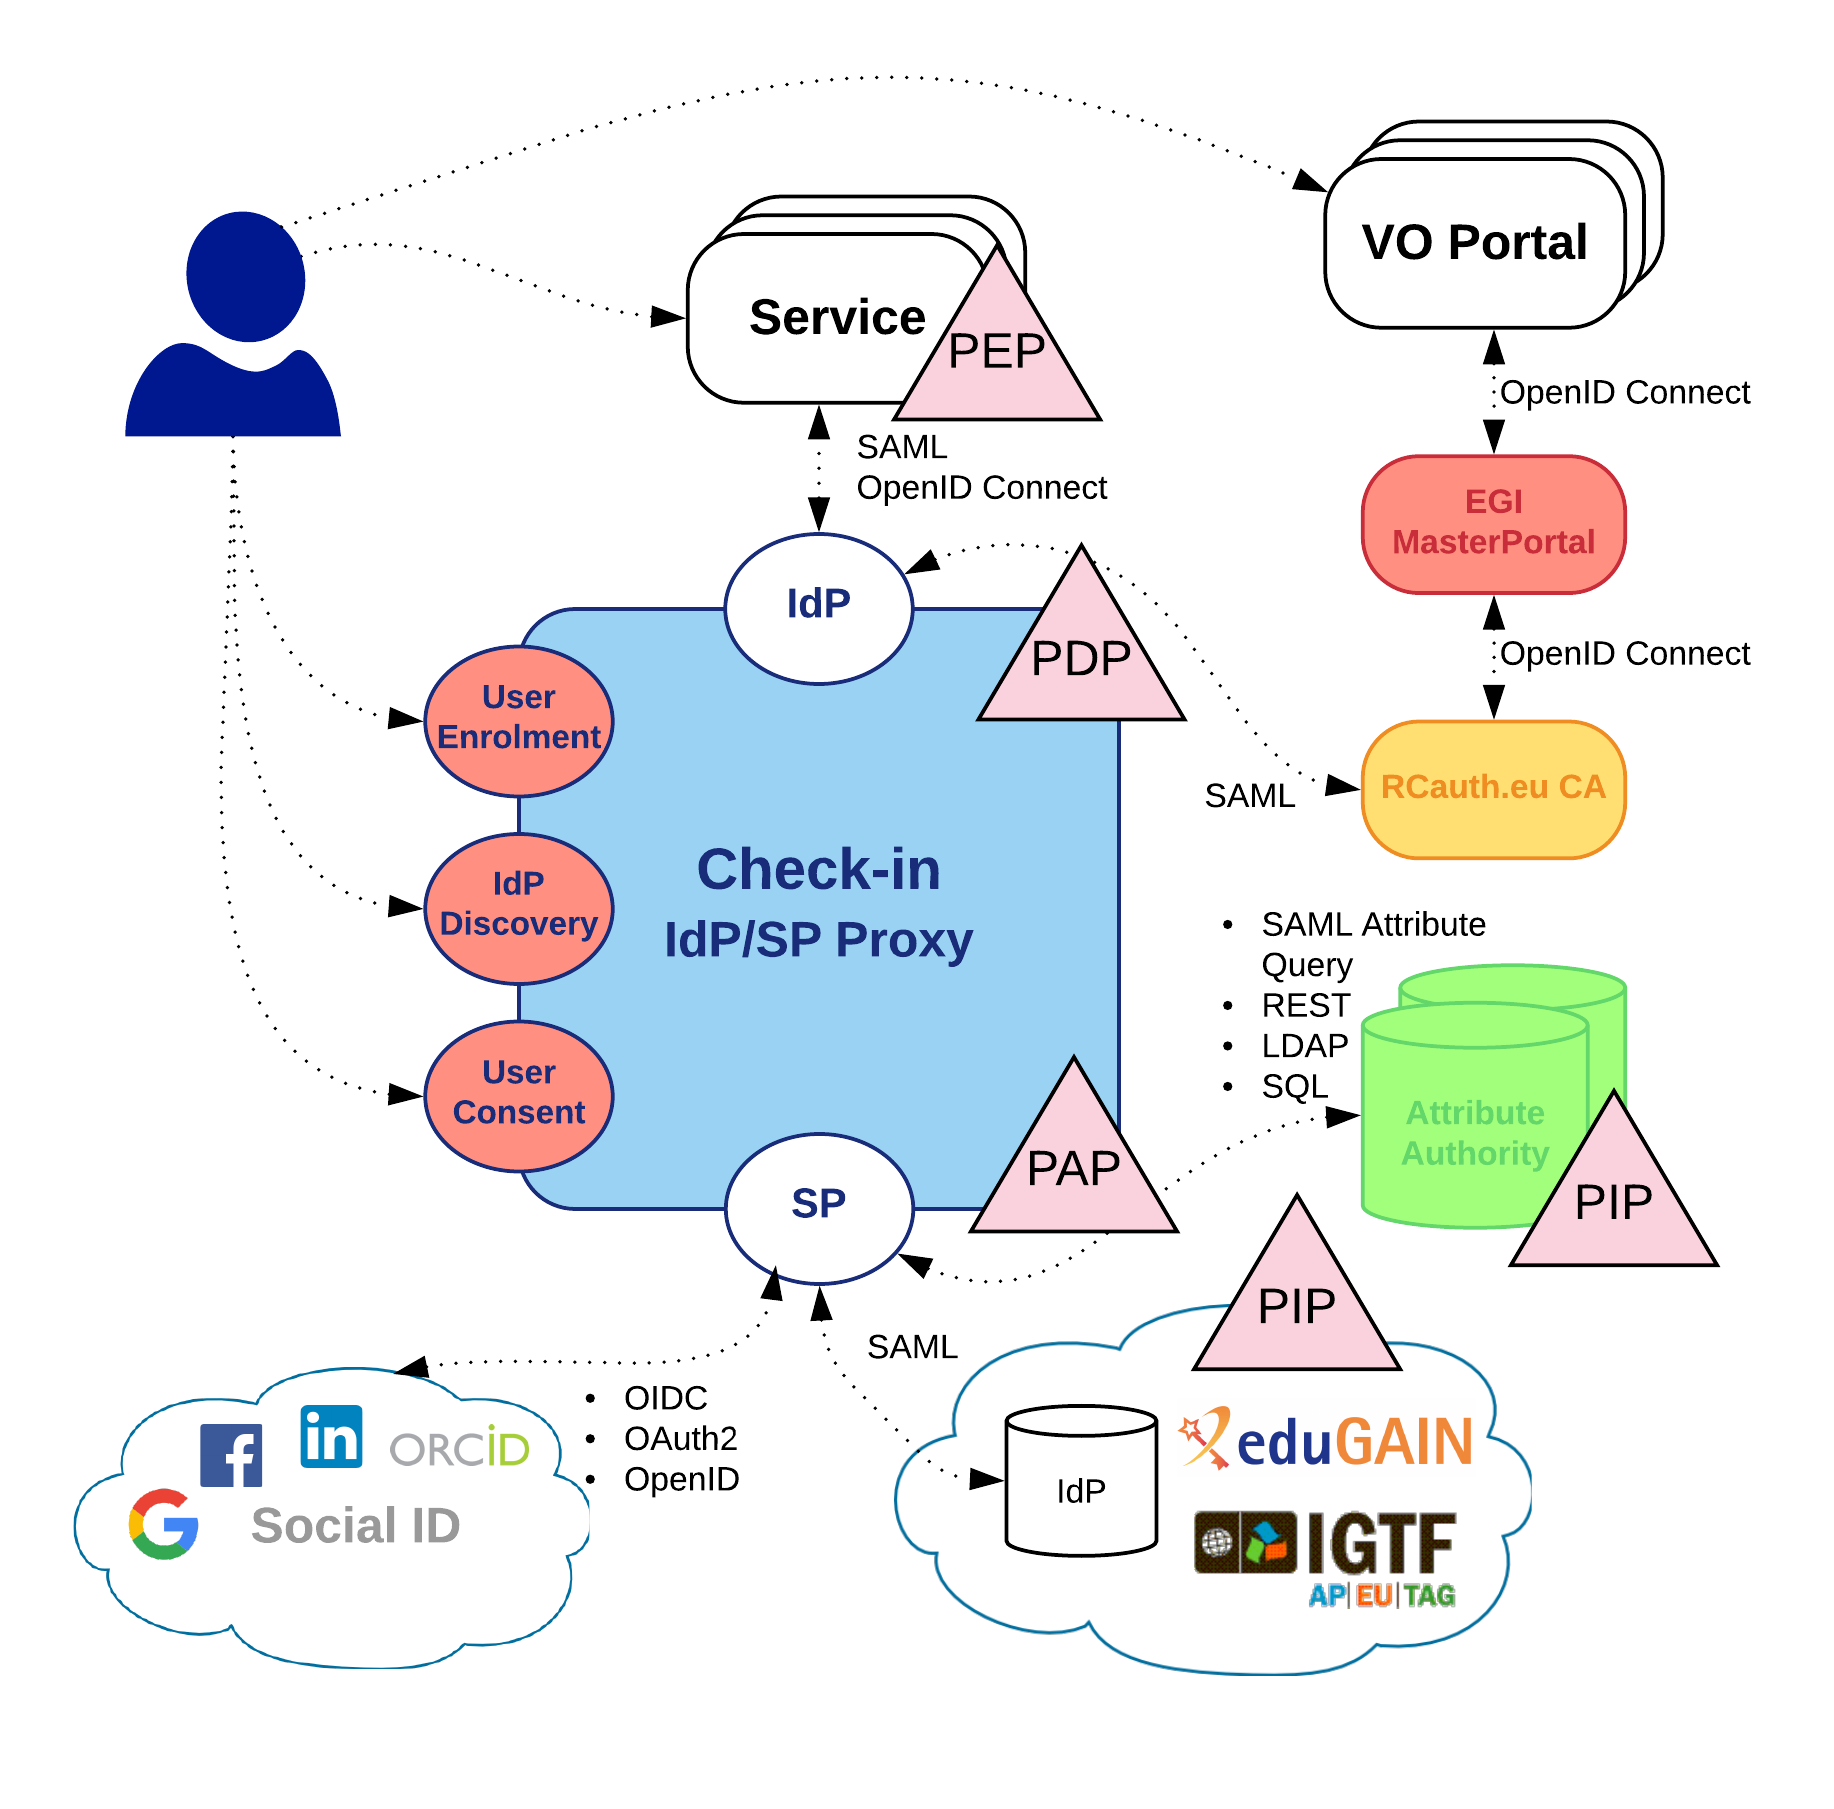 VO Portal
Service
PEP
OpenID Connect
SAML
OpenID Connect
EGI
MasterPortal
IdP
PDP
OpenID Connect
User
Enrolment
SAML
RCauth.eu CA
Check-in
IdP/SP Proxy
IdP
Discovery
• SAML Attribute
Query
• REST
• LDAP
• SQL
User
Consent
Attribute
Authority
PAP
SP
PIP
PIP
SAML
• OIDC
• OAuth2
• OpenID
in
ORCiD
Social ID
IdP
eduGAIN
IGTF
AP|EU|TAG